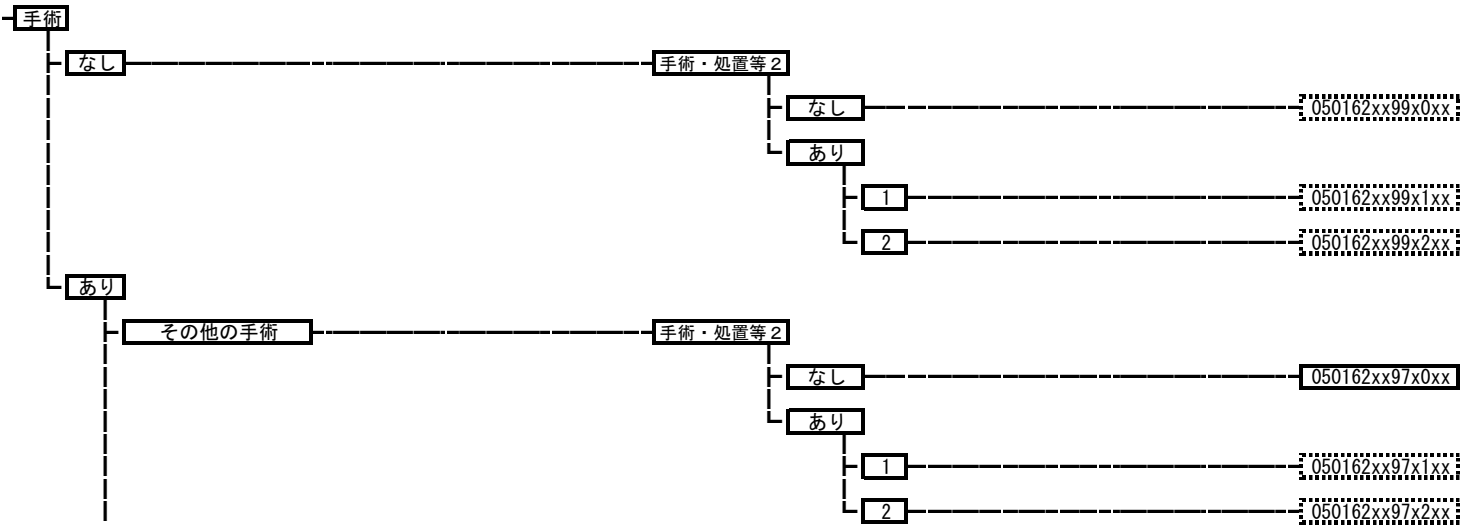 手術
なし 手術・処置等２
なし 050162xx99x0xx
あり
1 050162xx99x1xx
2 050162xx99x2xx
あり
その他の手術 手術・処置等２
なし 050162xx97x0xx
あり
1 050162xx97x1xx
2 050162xx97x2xx